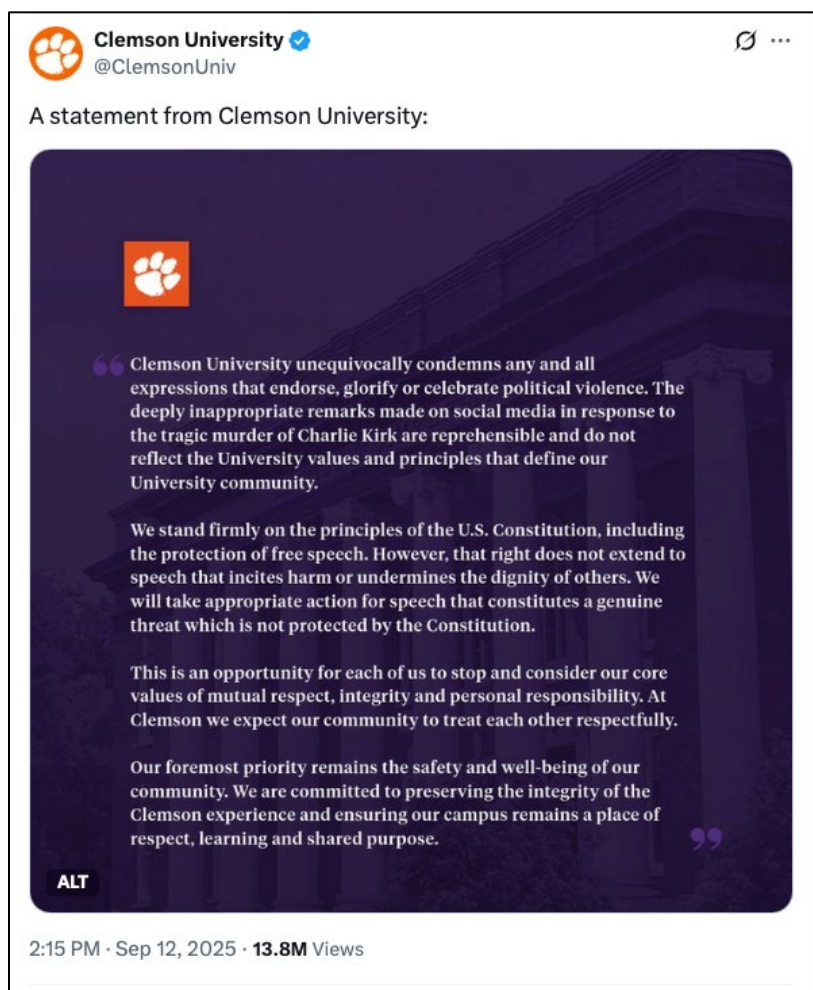 Clemson University
@ClemsonUniv
A statement from Clemson University:
“ Clemson University unequivocally condemns any and all
expressions that endorse, glorify or celebrate political violence. The
deeply inappropriate remarks made on social media in response to
the tragic murder of Charlie Kirk are reprehensible and do not
reflect the University values and principles that define our
University community.
We stand firmly on the principles of the U.S. Constitution, including
the protection of free speech. However, that right does not extend to
speech that incites harm or undermines the dignity of others. We
will take appropriate action for speech that constitutes a genuine
threat which is not protected by the Constitution.
This is an opportunity for each of us to stop and consider our core
values of mutual respect, integrity and personal responsibility. At
Clemson we expect our community to treat each other respectfully.
Our foremost priority remains the safety and well-being of our
community. We are committed to preserving the integrity of the
Clemson experience and ensuring our campus remains a place of
respect, learning and shared purpose. ”
ALT
2:15 PM · Sep 12, 2025 · 13.8M Views